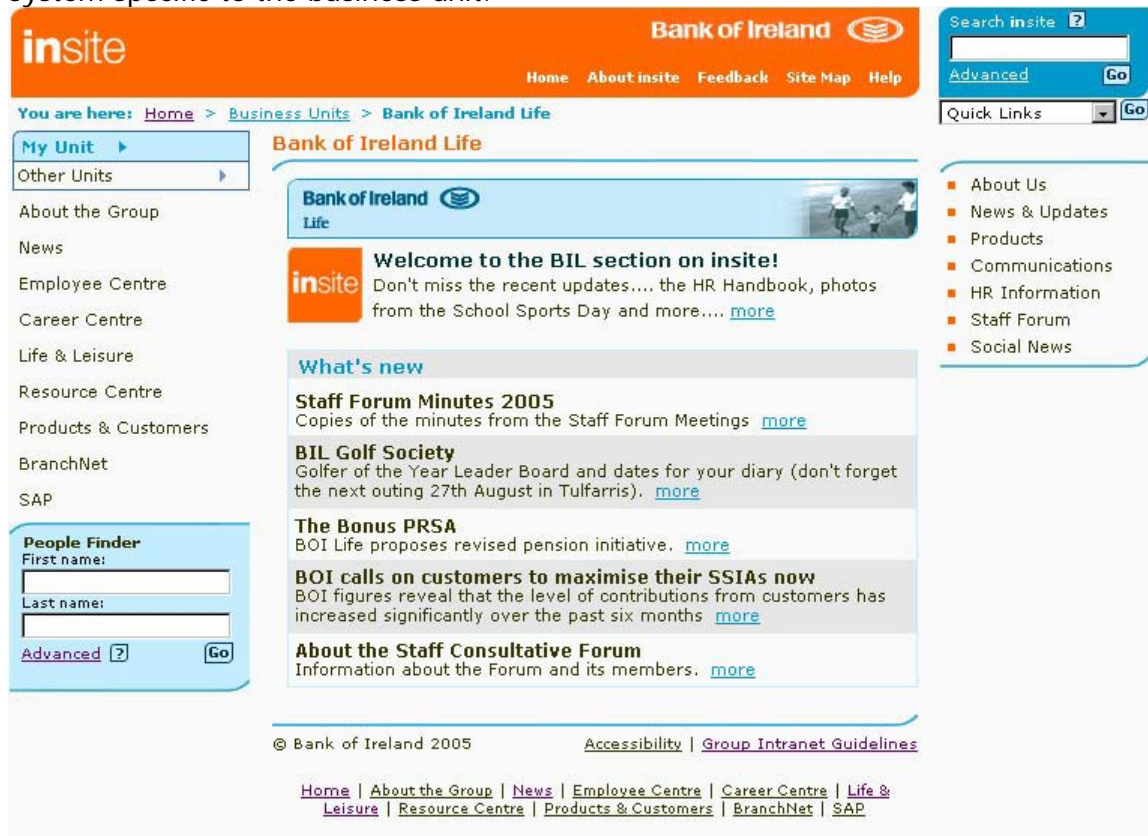 system specific to the business unit.
insite
Bank of Ireland
Home About insite Feedback Site Map Help
Search insite ?
Advanced Go
Quick Links Go
You are here: Home > Business Units > Bank of Ireland Life
My Unit
Other Units
About the Group
News
Employee Centre
Career Centre
Life & Leisure
Resource Centre
Products & Customers
BranchNet
SAP
People Finder
First name:
Last name:
Advanced ? Go
Bank of Ireland Life
Bank of Ireland
Life
insite
Welcome to the BIL section on insite!
Don't miss the recent updates.... the HR Handbook, photos
from the School Sports Day and more.... more
What's new
Staff Forum Minutes 2005
Copies of the minutes from the Staff Forum Meetings more
BIL Golf Society
Golfer of the Year Leader Board and dates for your diary (don't forget
the next outing 27th August in Tulfarris). more
The Bonus PRSA
BOI Life proposes revised pension initiative. more
BOI calls on customers to maximise their SSIAs now
BOI figures reveal that the level of contributions from customers has
increased significantly over the past six months more
About the Staff Consultative Forum
Information about the Forum and its members. more
About Us
News & Updates
Products
Communications
HR Information
Staff Forum
Social News
© Bank of Ireland 2005
Accessibility | Group Intranet Guidelines
Home | About the Group | News | Employee Centre | Career Centre | Life &
Leisure | Resource Centre | Products & Customers | BranchNet | SAP